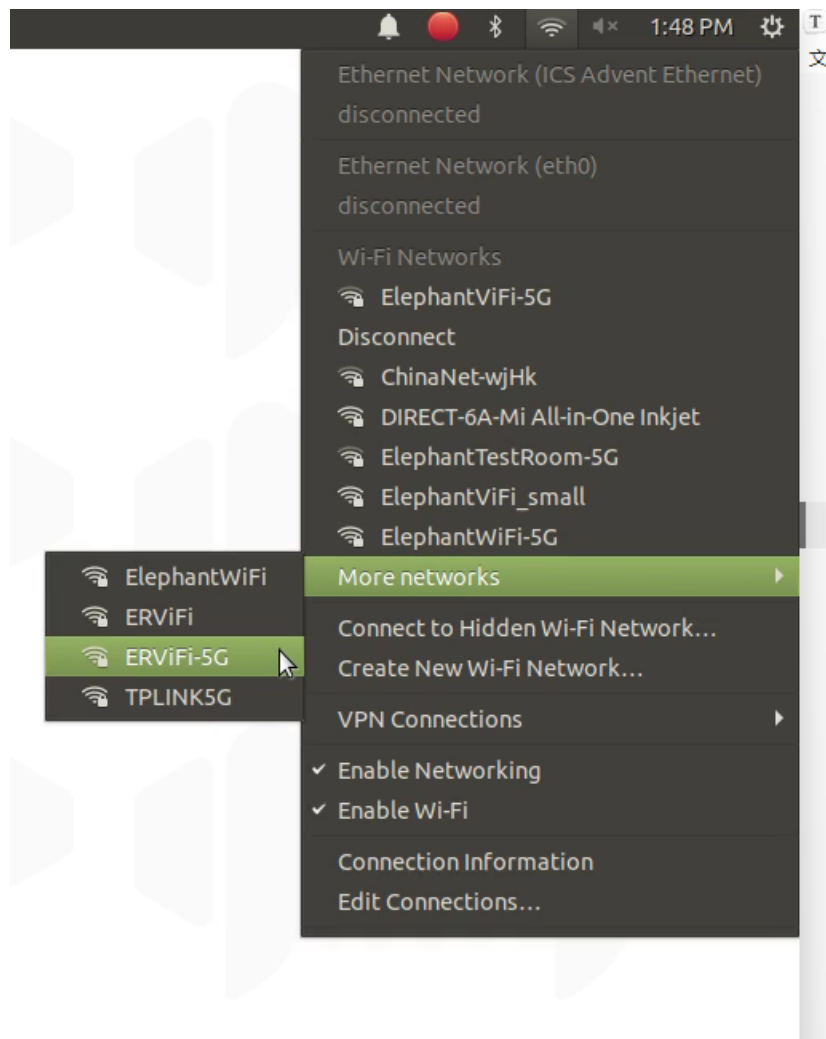 1:48 PM
T
文
Ethernet Network (ICS Advent Ethernet)
disconnected
Ethernet Network (eth0)
disconnected
Wi-Fi Networks
ElephantViFi-5G
Disconnect
ChinaNet-wjHk
DIRECT-6A-Mi All-in-One Inkjet
ElephantTestRoom-5G
ElephantViFi_small
ElephantWiFi-5G
More networks
ElephantWiFi
ERViFi
ERViFi-5G
TPLINK5G
Connect to Hidden Wi-Fi Network…
Create New Wi-Fi Network…
VPN Connections
Enable Networking
Enable Wi-Fi
Connection Information
Edit Connections…